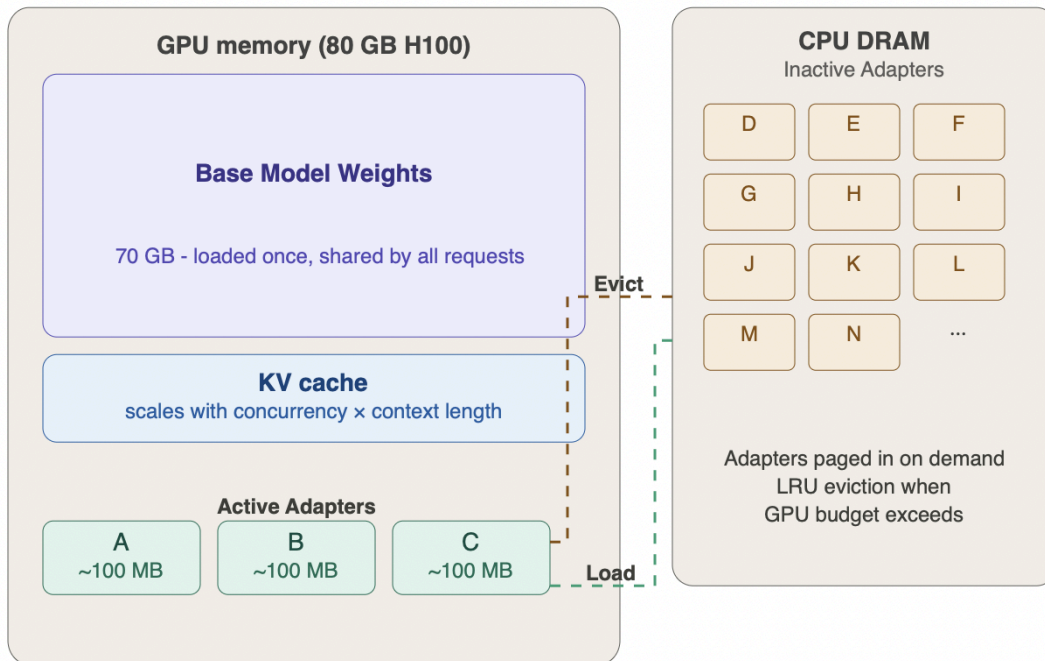 GPU memory (80 GB H100)
Base Model Weights
70 GB - loaded once, shared by all requests
KV cache
scales with concurrency × context length
Active Adapters
A
~100 MB
B
~100 MB
C
~100 MB
Evict
Load
CPU DRAM
Inactive Adapters
D
E
F
G
H
I
J
K
L
M
N
...
Adapters paged in on demand
LRU eviction when
GPU budget exceeds